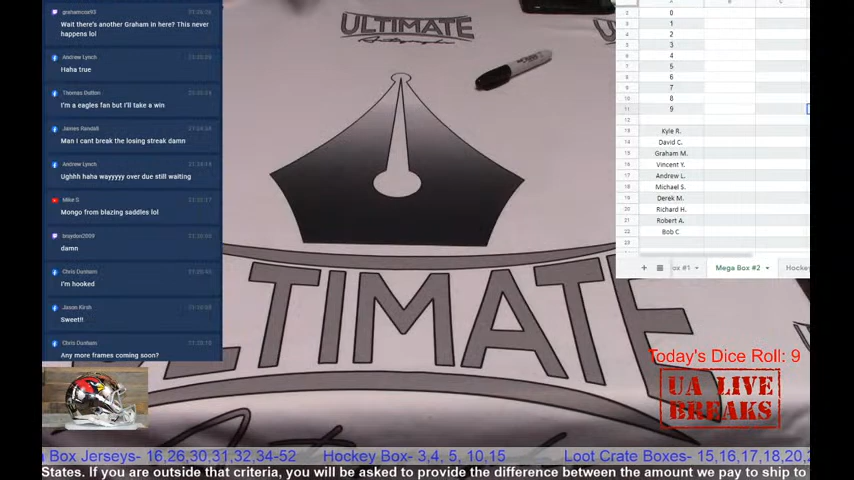 grahamcox93
Wait there's another Graham in here? This never
happens lol
Andrew Lynch
Haha true
Thomas Dutton
I'm a eagles fan but I'll take a win
James Randall
Man I cant break the losing streak damn
Andrew Lynch
Ughhh haha wayyyyy over due still waiting
Mike S
Mongo from blazing saddles lol
braydon2009
damn
Chris Dunham
I'm hooked
Jason Kirsh
Sweet!!
Chris Dunham
Any more frames coming soon?
ULTIMATE
ULTIMATE
0
1
2
3
4
5
6
7
8
9
Kyle R.
David C.
Graham M.
Vincent Y.
Andrew L.
Michael S.
Derek M.
Richard H.
Robert A.
Bob C
ox #1
Mega Box #2
Hockey
Today's Dice Roll: 9
UA LIVE
BREAKS
Box Jerseys- 16,26,30,31,32,34-52 Hockey Box- 3,4, 5, 10,15 Loot Crate Boxes- 15,16,17,18,20,
States. If you are outside that criteria, you will be asked to provide the difference between the amount we pay to ship to